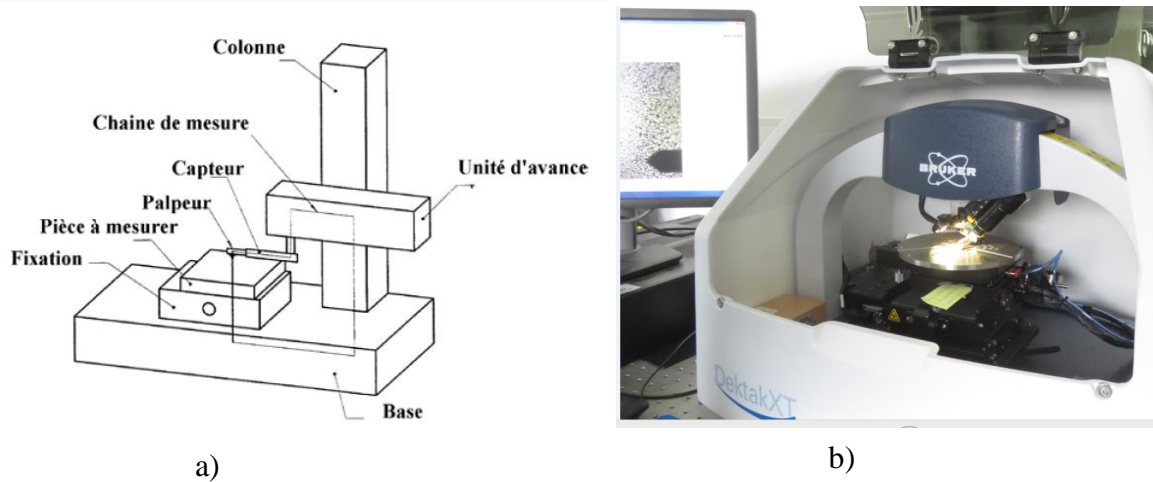 Colonne
Chaine de mesure
Capteur
Unité d'avance
Palpeur
Pièce à mesurer
Fixation
Base
BRUKER
DektakXT
a)
b)